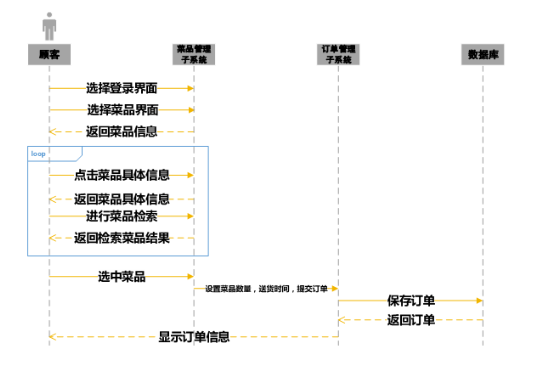 顾客
菜品管理
子系统
订单管理
子系统
数据库
选择登录界面
选择菜品界面
返回菜品信息
loop
点击菜品具体信息
返回菜品具体信息
进行菜品检索
返回检索菜品结果
选中菜品
设置菜品数量，送货时间，提交订单
保存订单
返回订单
显示订单信息